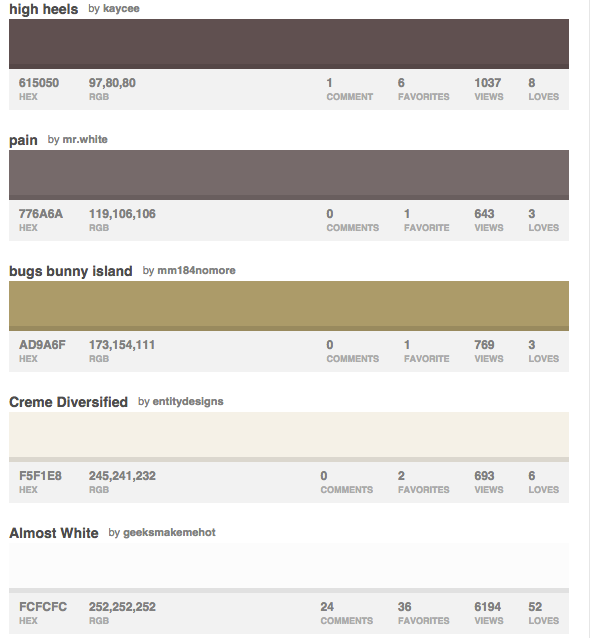 high heels by kaycee
615050 97,80,80 1 6 1037 8
HEX RGB COMMENT FAVORITES VIEWS LOVES
pain by mr.white
776A6A 119,106,106 0 1 643 3
HEX RGB COMMENTS FAVORITE VIEWS LOVES
bugs bunny island by mm184nomore
AD9A6F 173,154,111 0 1 769 3
HEX RGB COMMENTS FAVORITE VIEWS LOVES
Creme Diversified by entitydesigns
F5F1E8 245,241,232 0 2 693 6
HEX RGB COMMENTS FAVORITES VIEWS LOVES
Almost White by geeksmakemehot
FCFCFC 252,252,252 24 36 6194 52
HEX RGB COMMENTS FAVORITES VIEWS LOVES